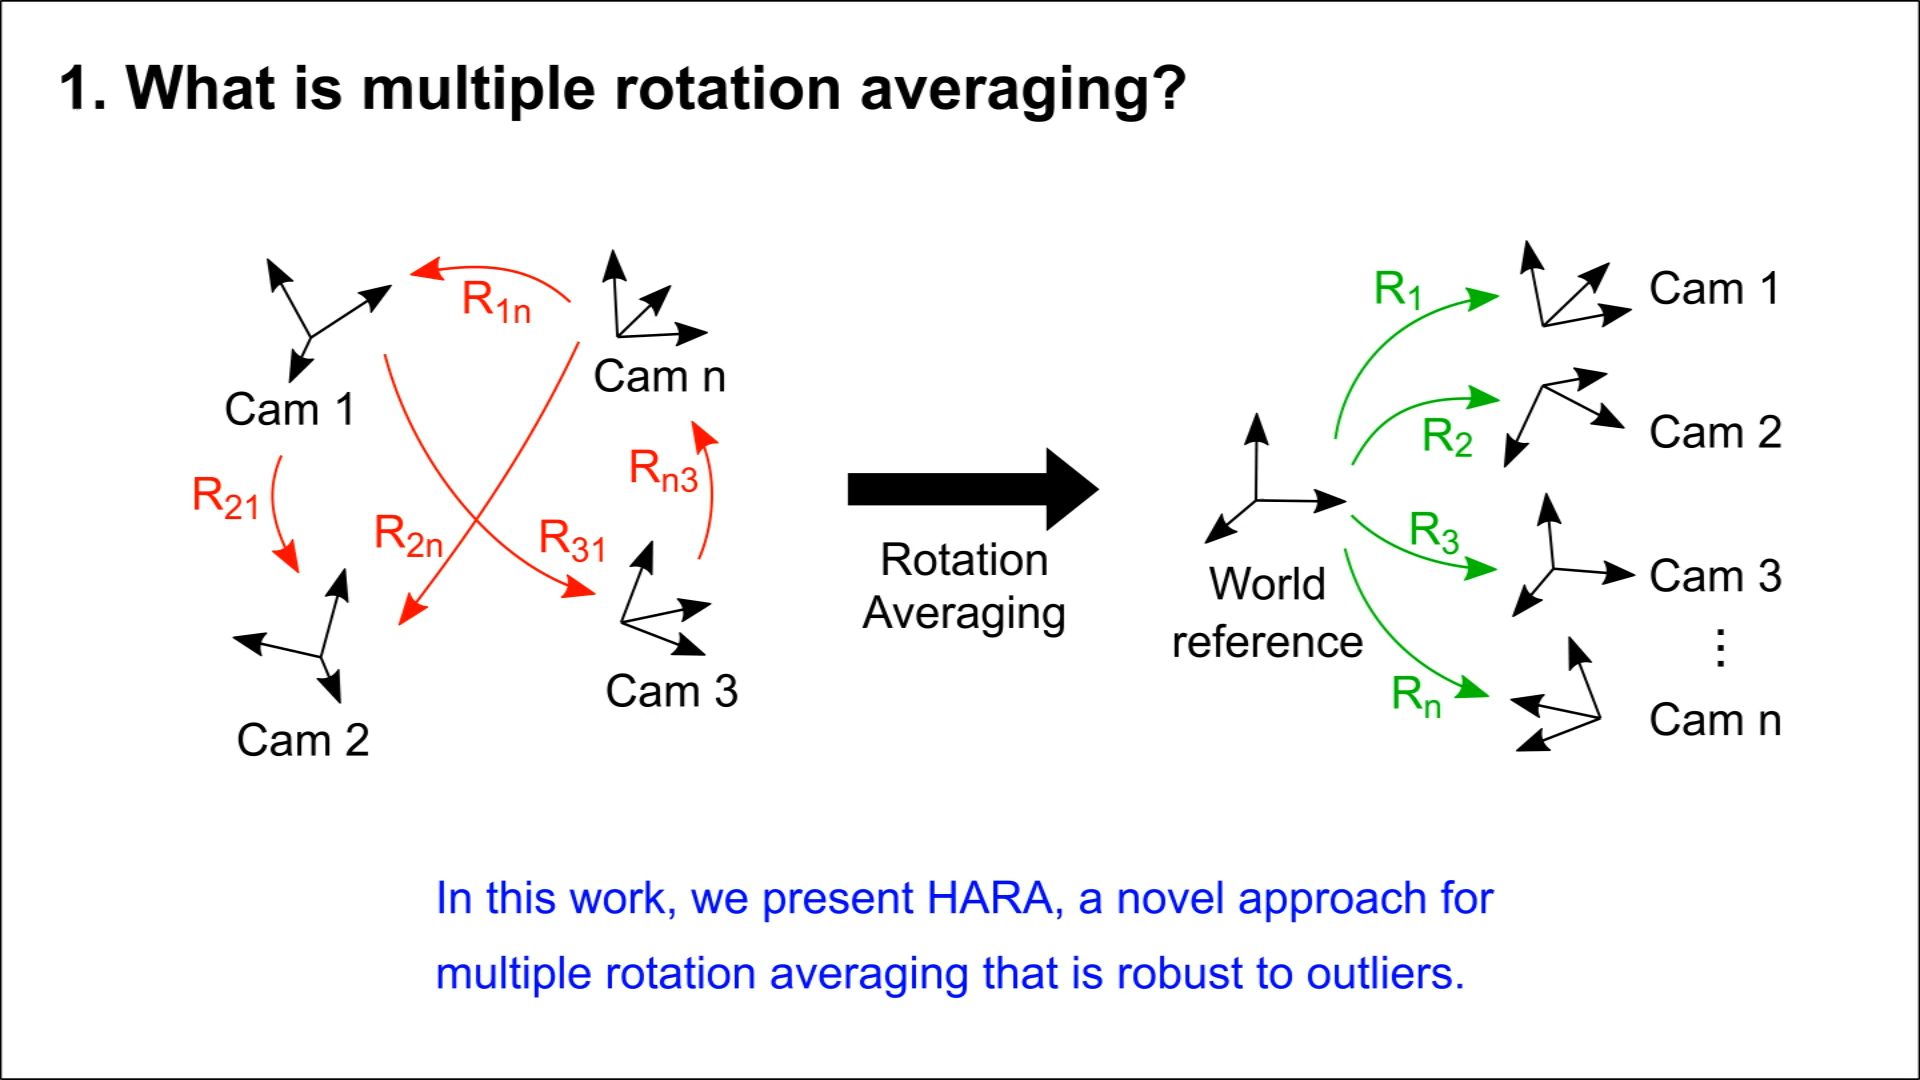 1. What is multiple rotation averaging?
R1n
Cam n
Cam 1
R21
R2n
R31
Rn3
Cam 3
Cam 2
Rotation
Averaging
World
reference
R1
Cam 1
R2
Cam 2
R3
Cam 3
⋮
Rn
Cam n
In this work, we present HARA, a novel approach for
multiple rotation averaging that is robust to outliers.